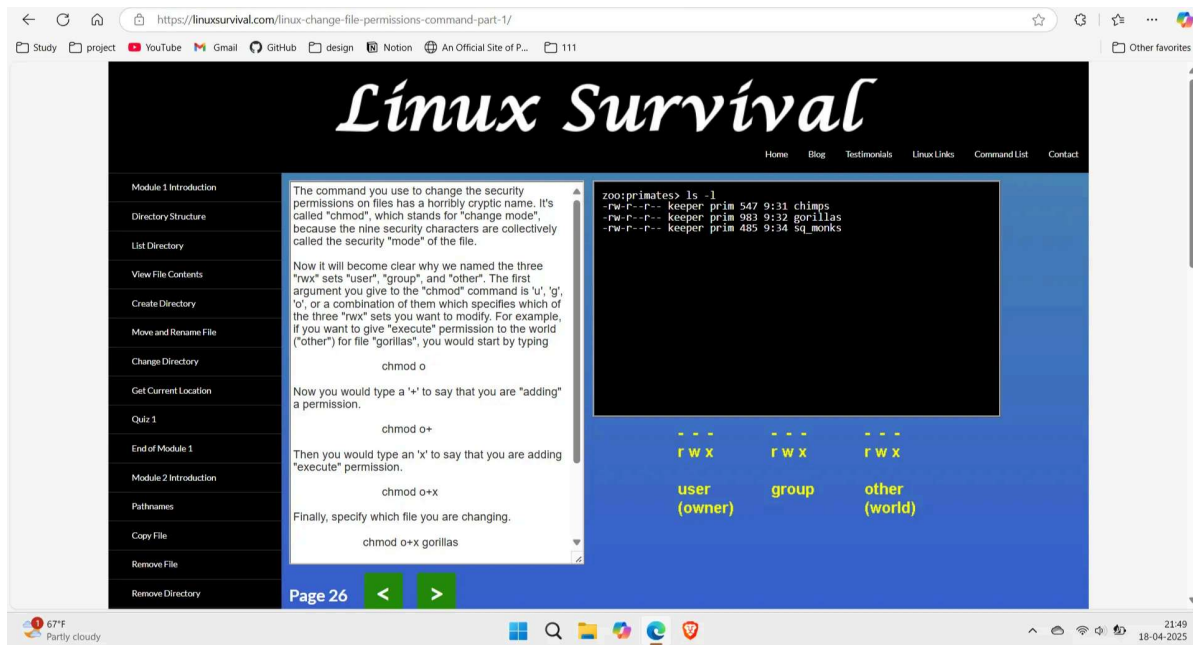 https://linuxsurvival.com/linux-change-file-permissions-command-part-1/
Study project YouTube Gmail GitHub design Notion An Official Site of P... 111 Other favorites
Linux Survival
Home Blog Testimonials Linux Links Command List Contact
Module 1 Introduction
Directory Structure
List Directory
View File Contents
Create Directory
Move and Rename File
Change Directory
Get Current Location
Quiz 1
End of Module 1
Module 2 Introduction
Pathnames
Copy File
Remove File
Remove Directory
The command you use to change the security
permissions on files has a horribly cryptic name. It's
called "chmod", which stands for "change mode",
because the nine security characters are collectively
called the security "mode" of the file.
Now it will become clear why we named the three
"rwx" sets "user", "group", and "other". The first
argument you give to the "chmod" command is 'u', 'g',
'o', or a combination of them which specifies which of
the three "rwx" sets you want to modify. For example,
if you want to give "execute" permission to the world
("other") for file "gorillas", you would start by typing
chmod o
Now you would type a '+' to say that you are "adding"
a permission.
chmod o+
Then you would type an 'x' to say that you are adding
"execute" permission.
chmod o+x
Finally, specify which file you are changing.
chmod o+x gorillas
zoo:primates> ls -l
-rw-r--r-- keeper prim 547 9:31 chimps
-rw-r--r-- keeper prim 983 9:32 gorillas
-rw-r--r-- keeper prim 485 9:34 sq_monks
- - - - - - - - -
r w x r w x r w x
user group other
(owner) (world)
Page 26 < >
1 67°F
Partly cloudy
21:49
18-04-2025